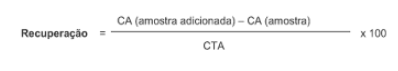 CA (amostra adicionada) – CA (amostra)
Recuperação = x 100
CTA